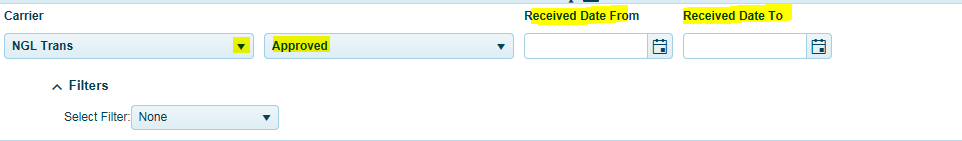 Carrier Received Date From Received Date To
NGL Trans Approved
Filters
Select Filter: None